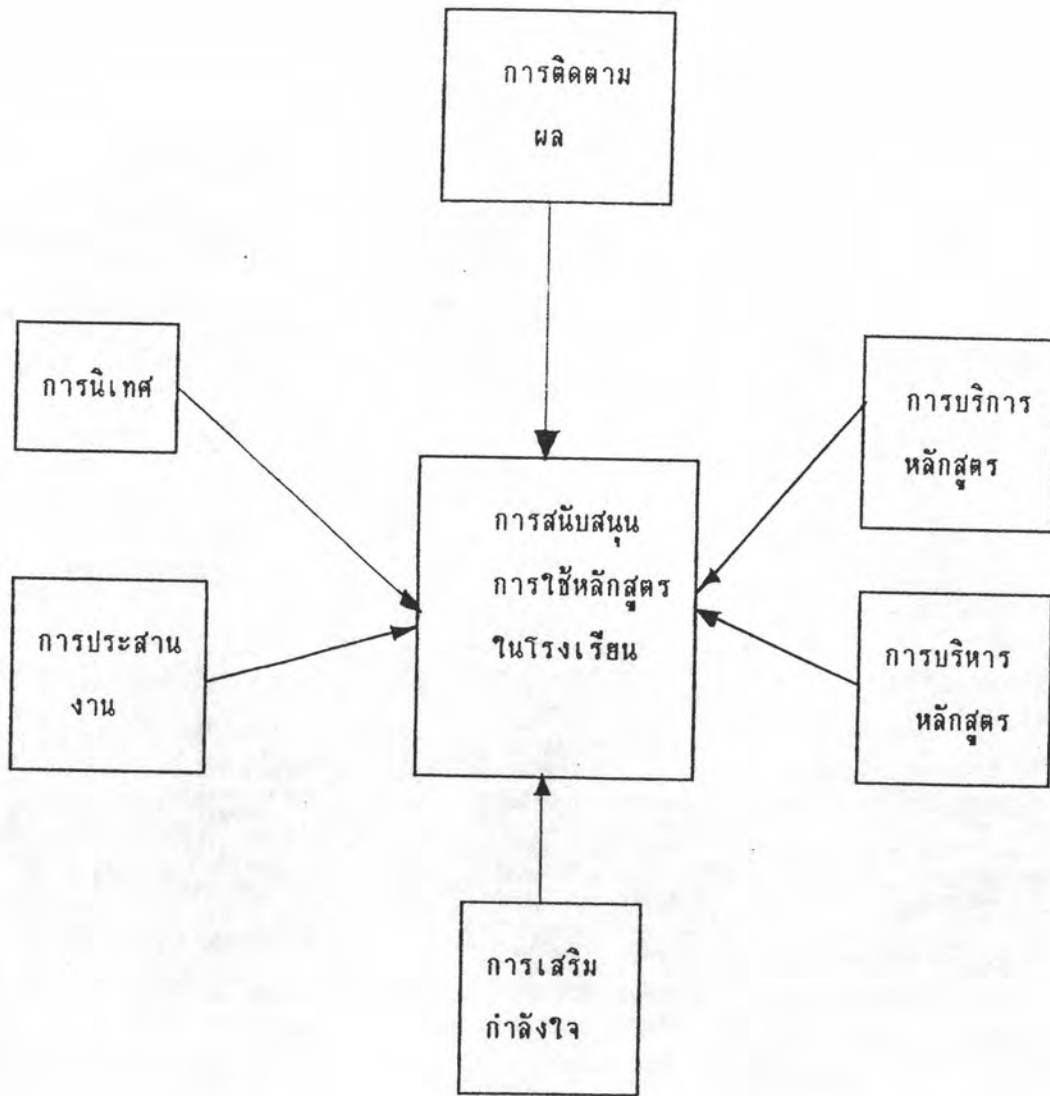 การติดตาม
ผล
การนิเทศ
การบริการ
หลักสูตร
การสนับสนุน
การใช้หลักสูตร
ในโรงเรียน
การประสาน
งาน
การบริหาร
หลักสูตร
การเสริม
กำลังใจ